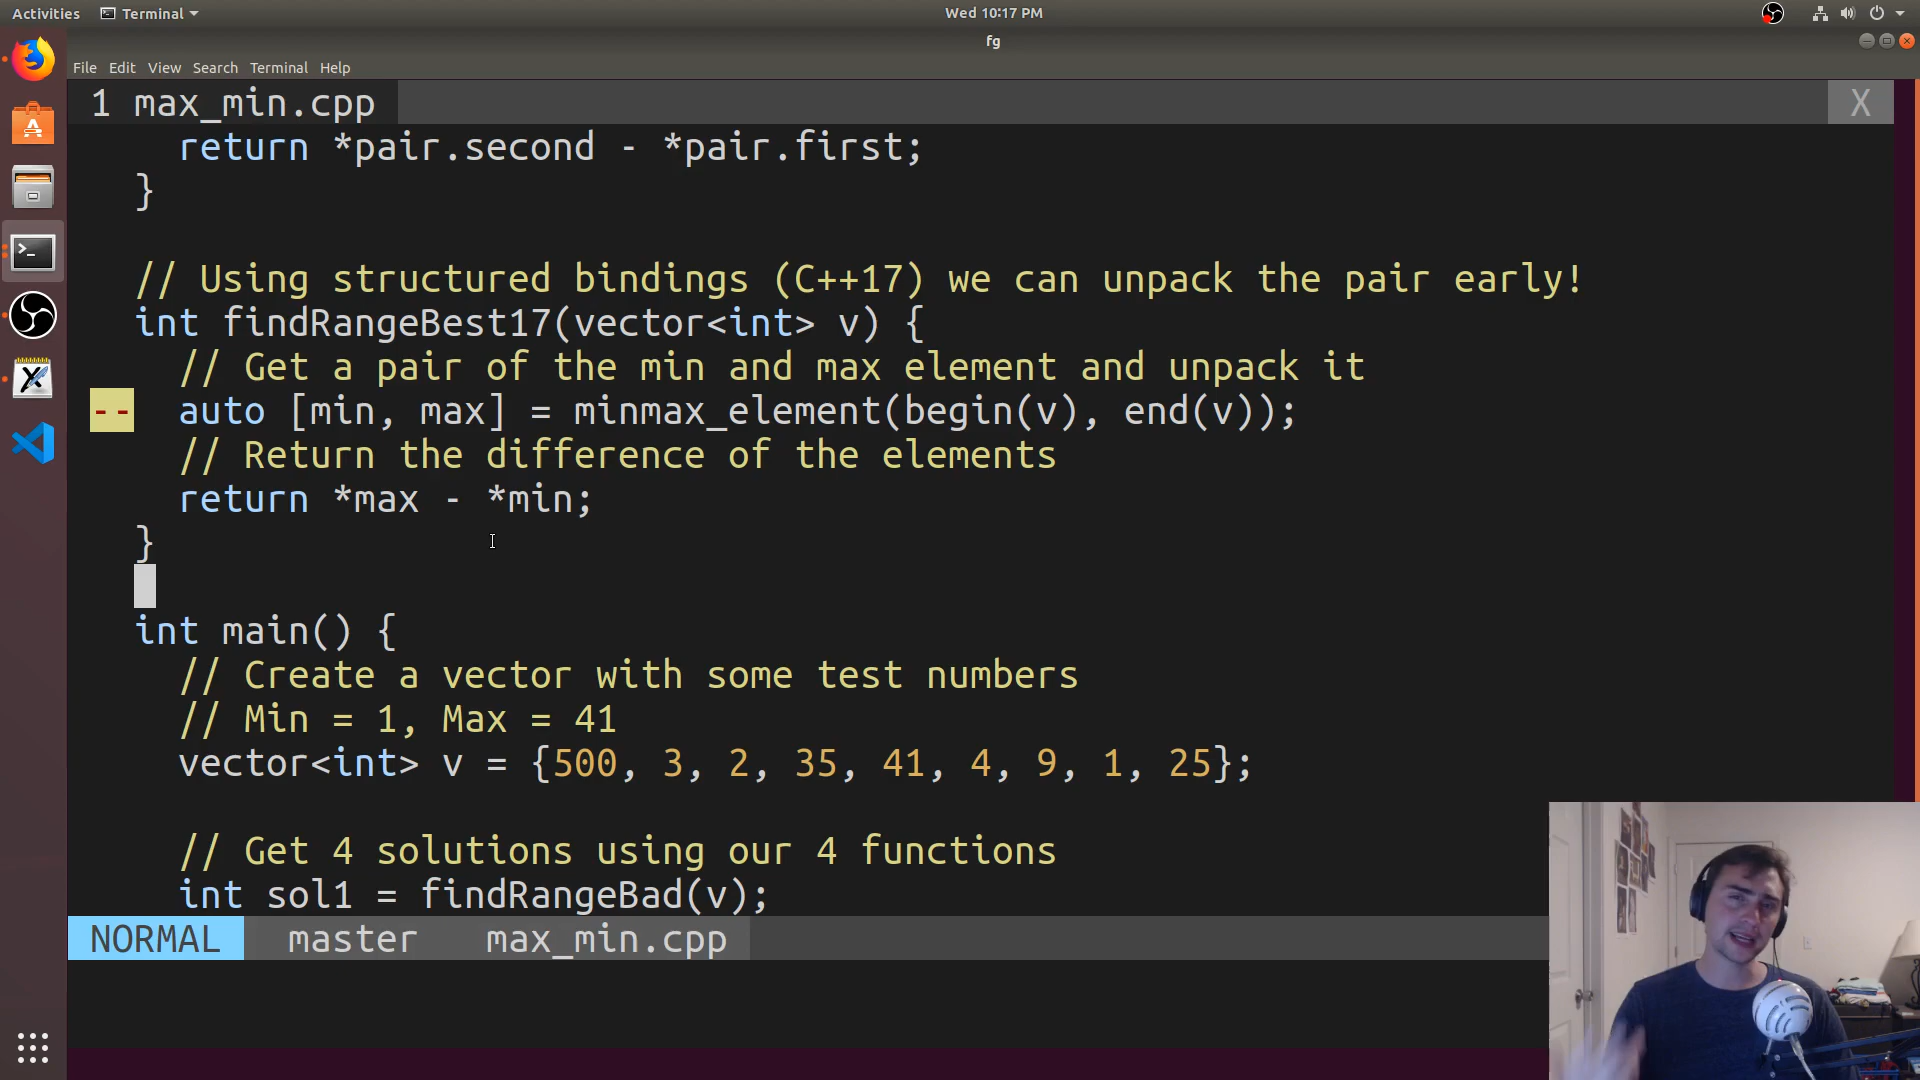 Activities Terminal Wed 10:17 PM
fg
File Edit View Search Terminal Help
1 max_min.cpp X
return *pair.second - *pair.first;
}
// Using structured bindings (C++17) we can unpack the pair early!
int findRangeBest17(vector<int> v) {
// Get a pair of the min and max element and unpack it
-- auto [min, max] = minmax_element(begin(v), end(v));
// Return the difference of the elements
return *max - *min;
}
int main() {
// Create a vector with some test numbers
// Min = 1, Max = 41
vector<int> v = {500, 3, 2, 35, 41, 4, 9, 1, 25};
// Get 4 solutions using our 4 functions
int sol1 = findRangeBad(v);
NORMAL master max_min.cpp